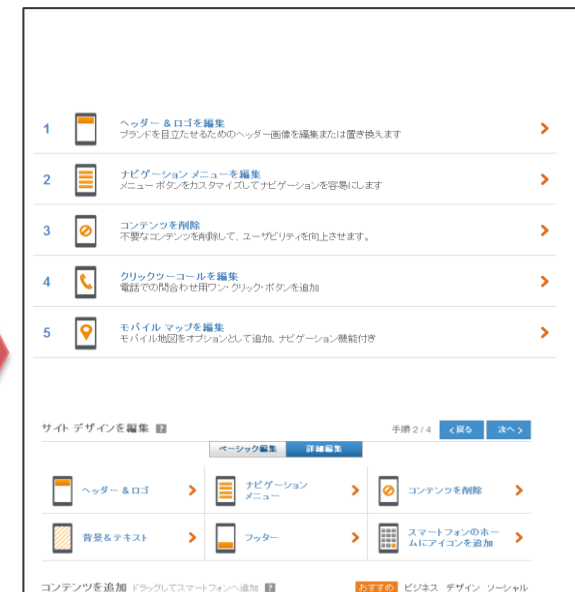 1
ヘッダー & ロゴを編集
ブランドを目立たせるためのヘッダー画像を編集または置き換えます
2
ナビゲーション メニューを編集
メニュー ボタンをカスタマイズしてナビゲーションを容易にします
3
コンテンツを削除
不要なコンテンツを削除して、ユーザビリティを向上させます。
4
クリックツーコールを編集
電話での問合わせ用ワン・クリック・ボタンを追加
5
モバイル マップを編集
モバイル地図をオプションとして追加、ナビゲーション機能付き
サイト デザインを編集 ?
手順 2 / 4 <戻る 次へ>
ベーシック編集 詳細編集
ヘッダー & ロゴ
ナビゲーション
メニュー
コンテンツを削除
背景&テキスト
フッター
スマートフォンのホー
ムにアイコンを追加
コンテンツを追加 ドラッグしてスマートフォンへ追加 ?
おすすめ ビジネス デザイン ソーシャル